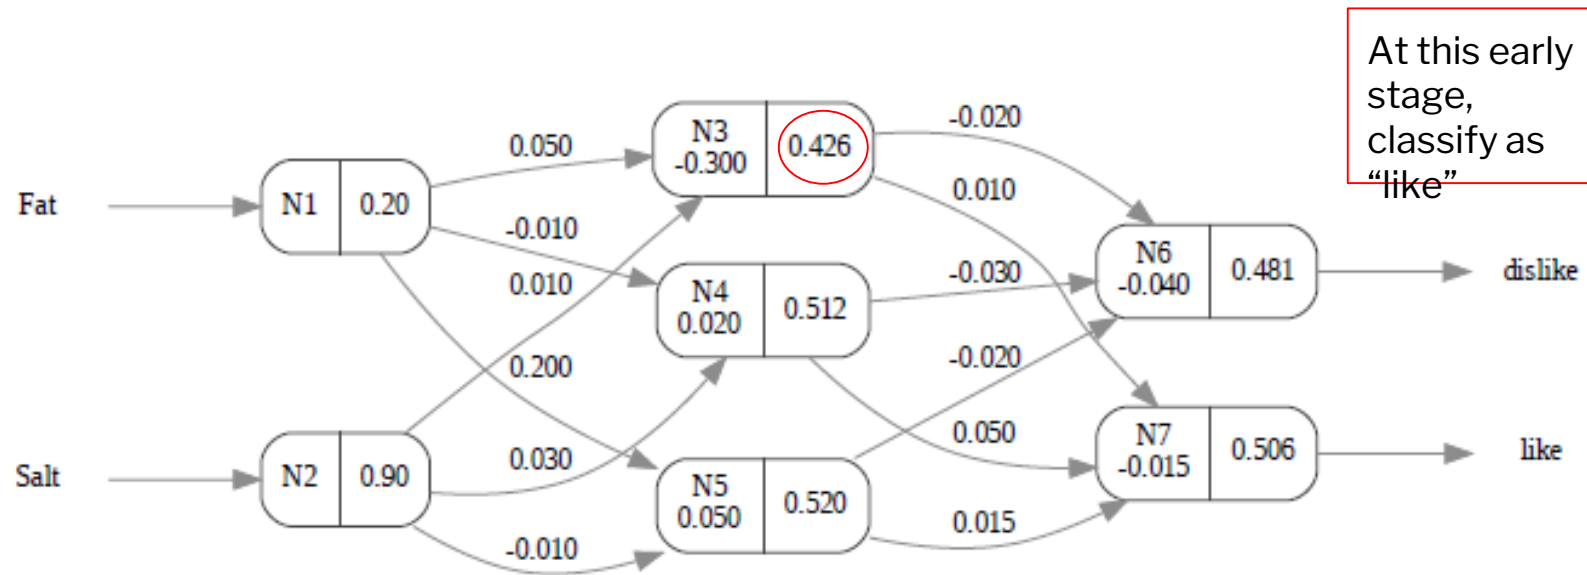 At this early
stage,
classify as
“like”
Fat
Salt
N1
0.20
N2
0.90
0.050
-0.010
0.010
0.200
0.030
-0.010
N3
-0.300
0.426
N4
0.020
0.512
N5
0.050
0.520
-0.020
0.010
-0.030
-0.020
0.050
0.015
N6
-0.040
0.481
N7
-0.015
0.506
dislike
like